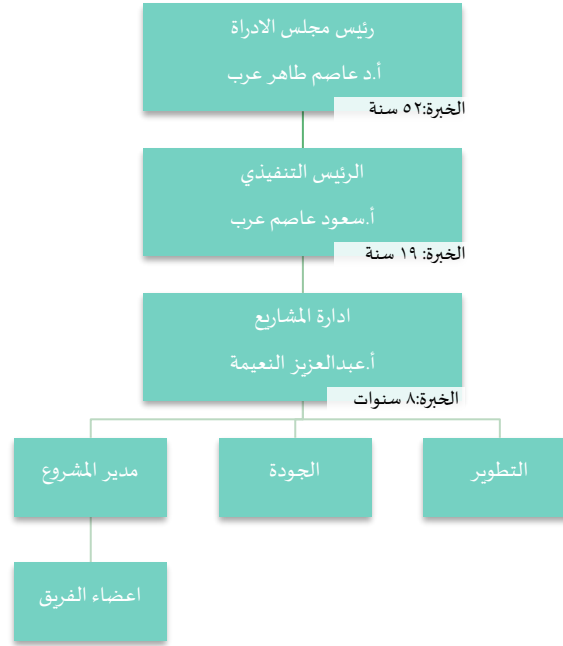 رئيس مجلس الادراة
أ.د عاصم طاهر عرب
الخبرة:٥٢ سنة
الرئيس التنفيذي
أ.سعود عاصم عرب
الخبرة: ١٩ سنة
ادارة المشاريع
أ.عبدالعزيز النعيمة
الخبرة:٨ سنوات
التطوير
الجودة
مدير المشروع
اعضاء الفريق